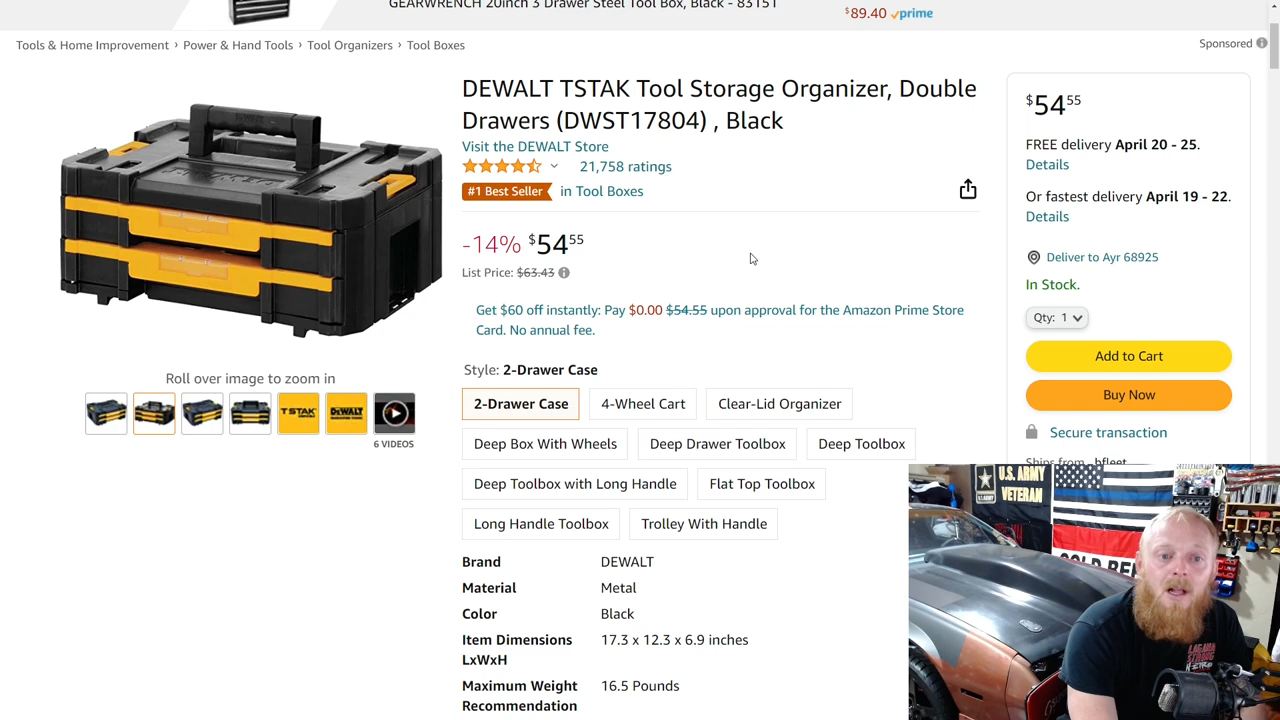 GEARWRENCH 20inch 3 Drawer Steel Tool Box, Black - 83151
$89.40 prime
Tools & Home Improvement › Power & Hand Tools › Tool Organizers › Tool Boxes
Sponsored
DEWALT TSTAK Tool Storage Organizer, Double
Drawers (DWST17804) , Black
Visit the DEWALT Store
21,758 ratings
#1 Best Seller in Tool Boxes
-14% $54 55
List Price: $63.43
Get $60 off instantly: Pay $0.00 $54.55 upon approval for the Amazon Prime Store
Card. No annual fee.
Style: 2-Drawer Case
2-Drawer Case
4-Wheel Cart
Clear-Lid Organizer
Deep Box With Wheels
Deep Drawer Toolbox
Deep Toolbox
Deep Toolbox with Long Handle
Flat Top Toolbox
Long Handle Toolbox
Trolley With Handle
Brand DEWALT
Material Metal
Color Black
Item Dimensions 17.3 x 12.3 x 6.9 inches
LxWxH
Maximum Weight 16.5 Pounds
Recommendation
Roll over image to zoom in
TSTAK
DEWALT
6 VIDEOS
$54 55
FREE delivery April 20 - 25.
Details
Or fastest delivery April 19 - 22.
Details
Deliver to Ayr 68925
In Stock.
Qty: 1
Add to Cart
Buy Now
Secure transaction
Ships from bfleet
U.S. ARMY
VETERAN